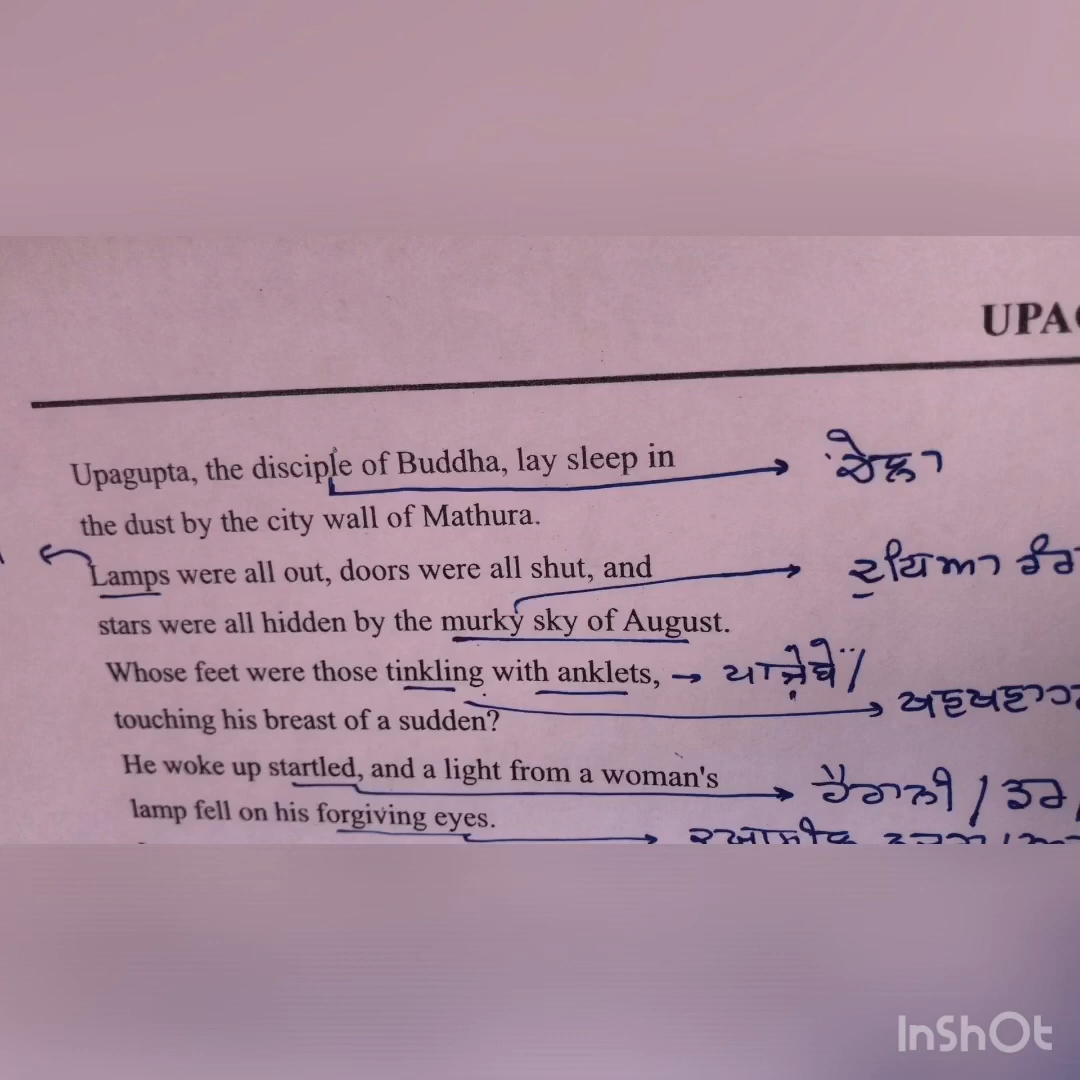 UPA
Upagupta, the disciple of Buddha, lay sleep in ਚੇਲਾ
the dust by the city wall of Mathura.
Lamps were all out, doors were all shut, and
stars were all hidden by the murky sky of August.
Whose feet were those tinkling with anklets,
touching his breast of a sudden?
He woke up startled, and a light from a woman's ਹੈਰਾਨੀ / ਡਰ
lamp fell on his forgiving eyes.
InShOt